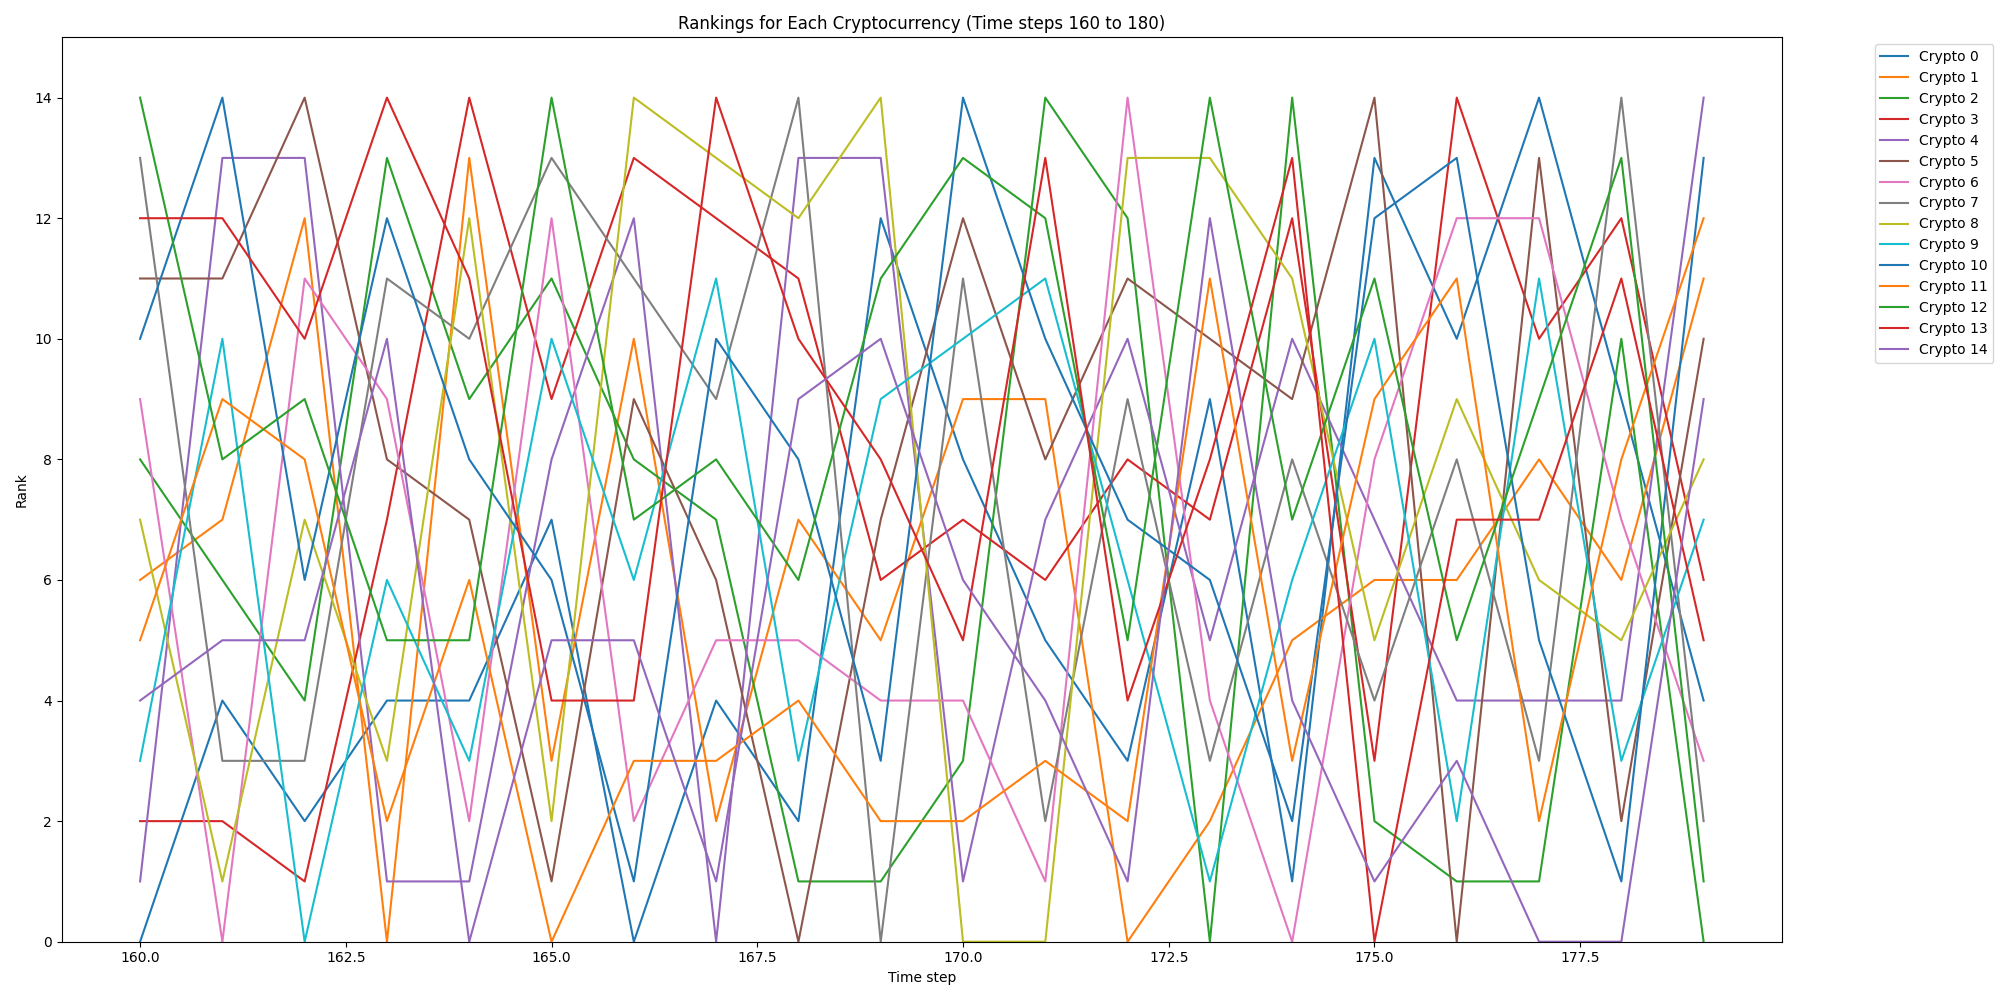 Rankings for Each Cryptocurrency (Time steps 160 to 180)
Rank
14
12
10
8
6
4
2
0
160.0 162.5 165.0 167.5 170.0 172.5 175.0 177.5
Time step
Crypto 0
Crypto 1
Crypto 2
Crypto 3
Crypto 4
Crypto 5
Crypto 6
Crypto 7
Crypto 8
Crypto 9
Crypto 10
Crypto 11
Crypto 12
Crypto 13
Crypto 14